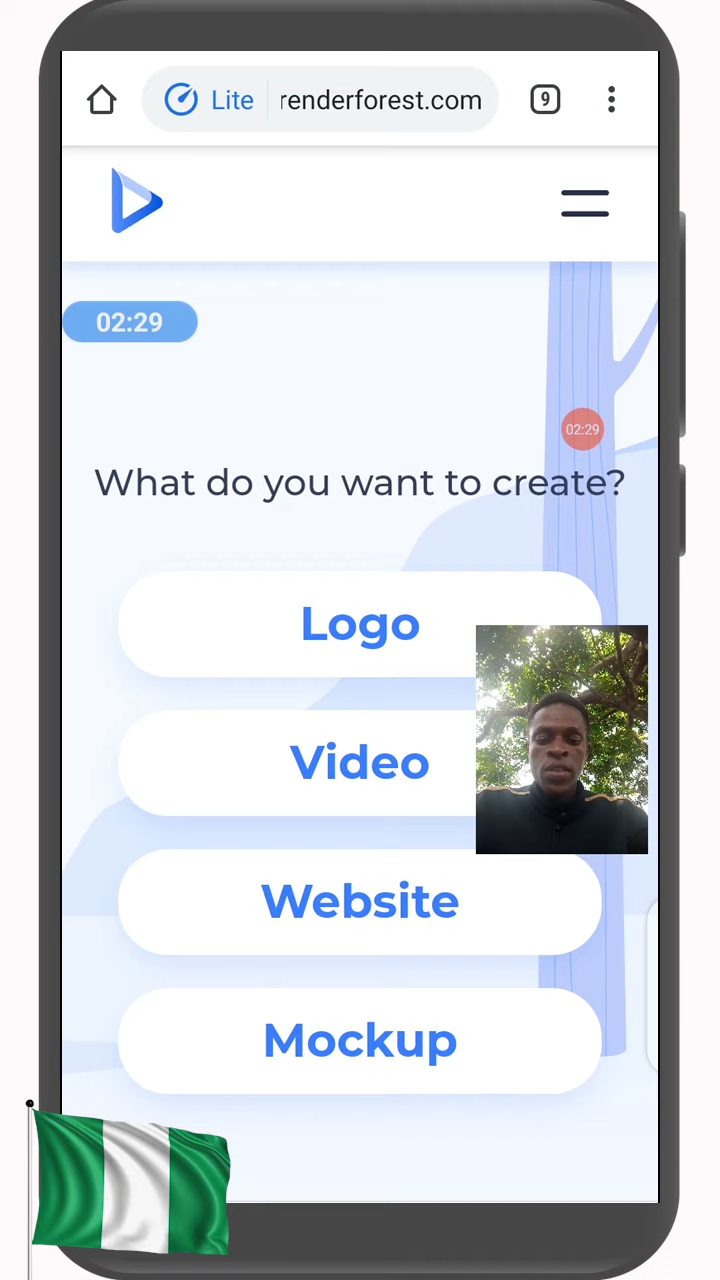 Lite
renderforest.com
9
02:29
02:29
What do you want to create?
Logo
Video
Website
Mockup